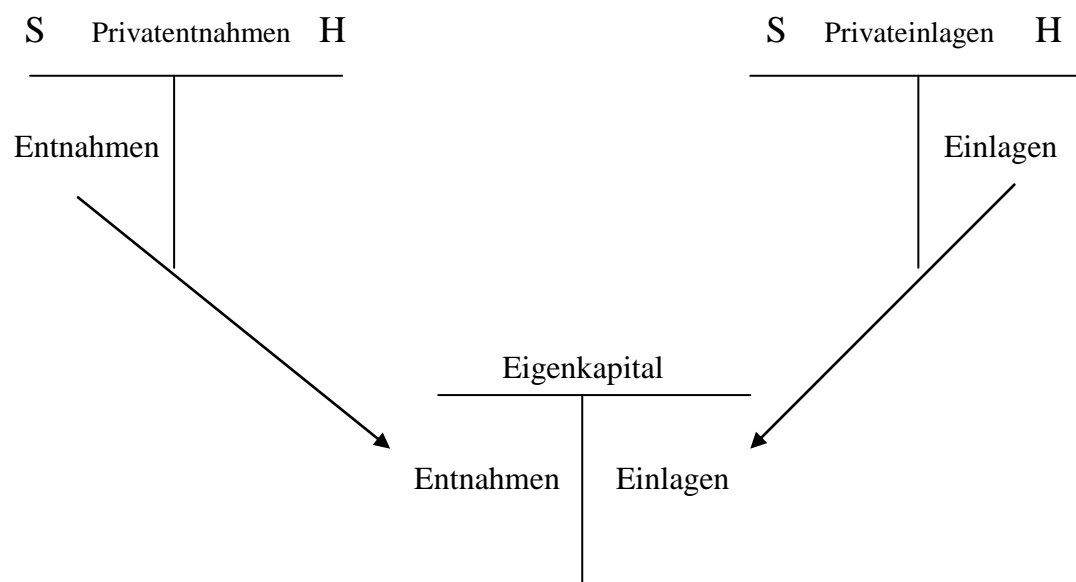 S Privatentnahmen H
S Privateinlagen H
Entnahmen
Einlagen
Eigenkapital
Entnahmen
Einlagen